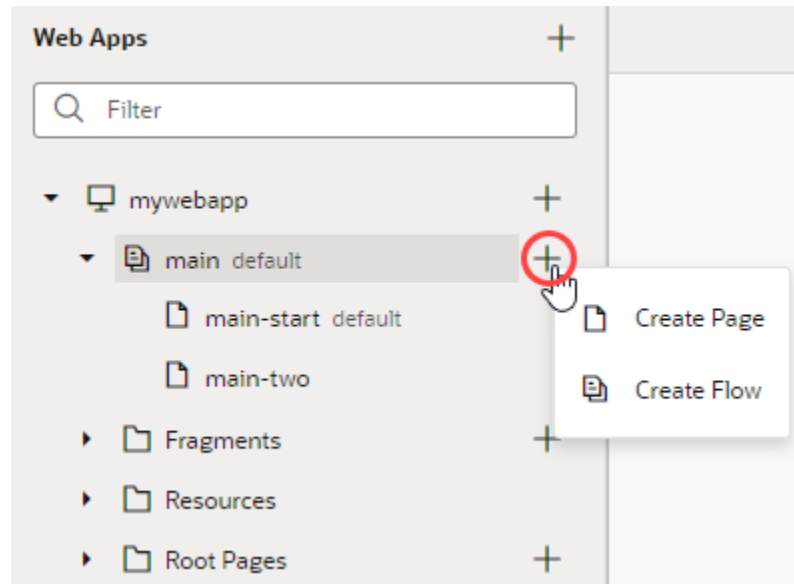 Web Apps
Filter
mywebapp
main default
main-start default
Create Page
main-two
Create Flow
Fragments
Resources
Root Pages